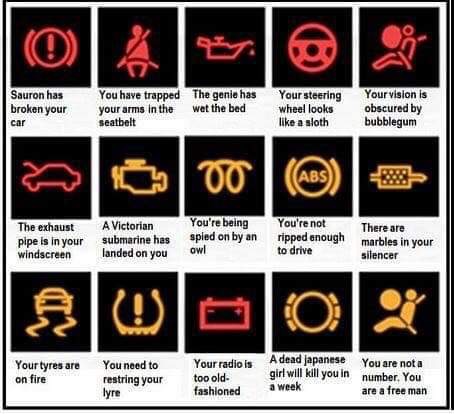 Sauron has
broken your
car
You have trapped
your arms in the
seatbelt
The genie has
wet the bed
Your steering
wheel looks
like a sloth
Your vision is
obscured by
bubblegum
ABS
The exhaust
pipe is in your
windscreen
A Victorian
submarine has
landed on you
You're being
spied on by an
owl
You're not
ripped enough
to drive
There are
marbles in your
silencer
Your tyres are
on fire
You need to
restring your
lyre
Your radio is
too old-
fashioned
A dead japanese
girl will kill you in
a week
You are not a
number. You
are a free man